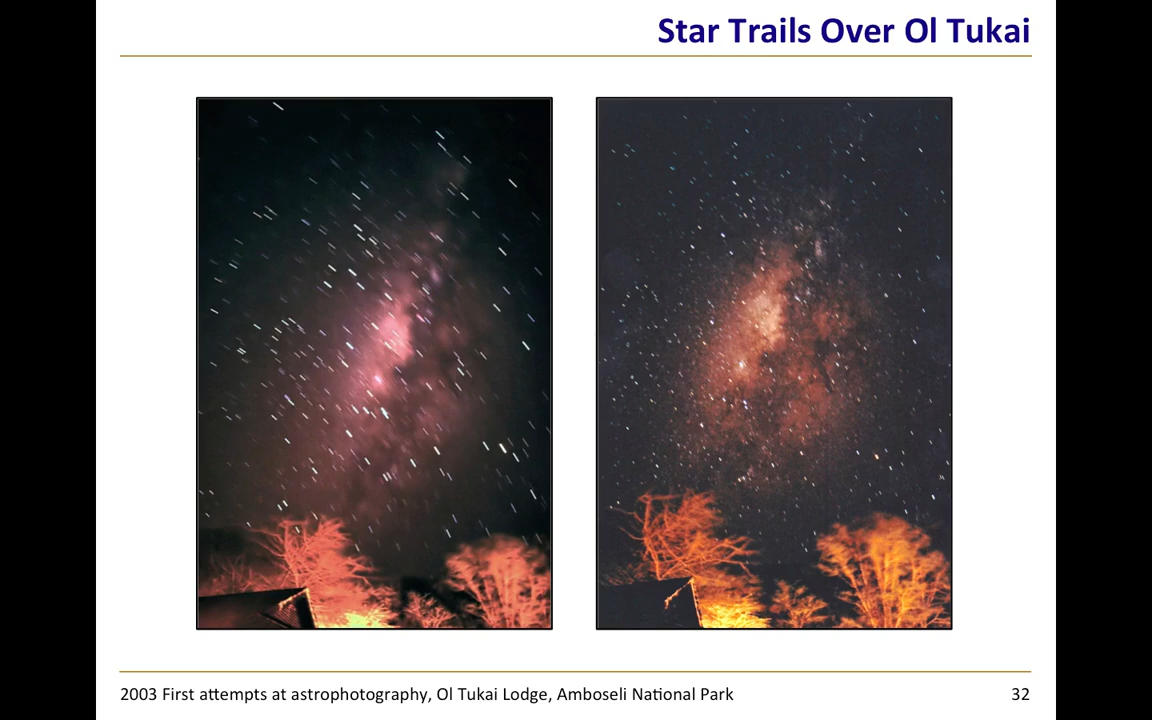 Star Trails Over Ol Tukai
2003 First attempts at astrophotography, Ol Tukai Lodge, Amboseli National Park
32